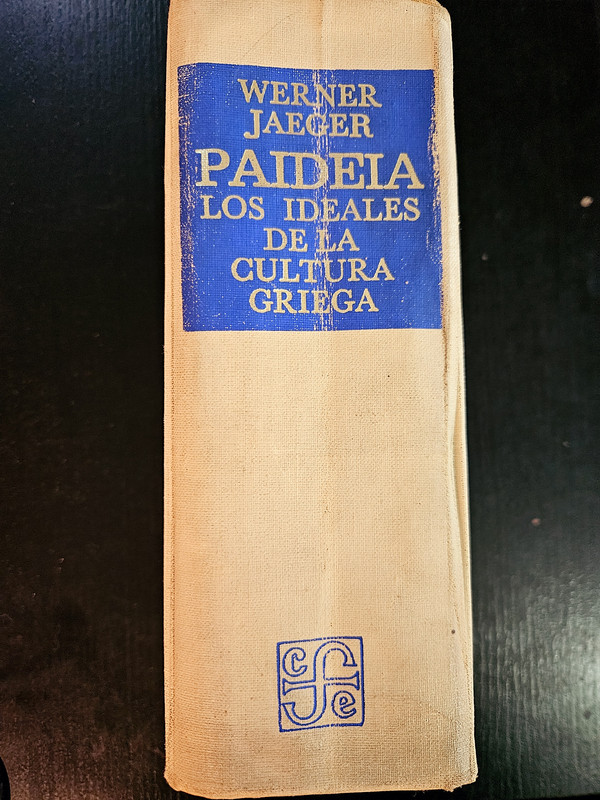 WERNER
JAEGER
PAIDEIA
LOS IDEALES
DE LA
CULTURA
GRIEGA
cfe